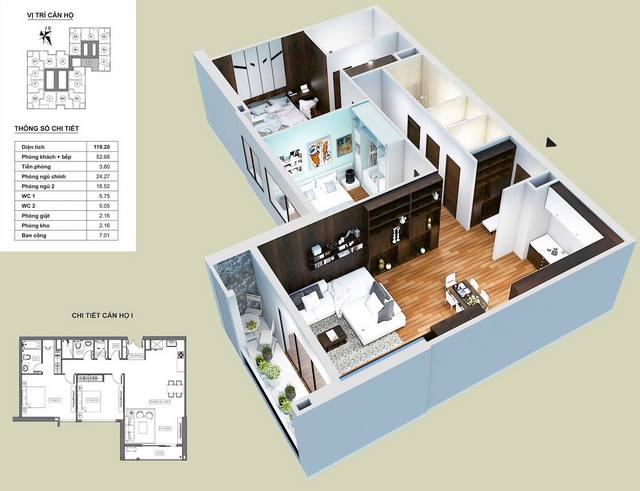 VỊ TRÍ CĂN HỘ
THÔNG SỐ CHI TIẾT
Diện tích 119.20
Phòng khách + bếp 52.68
Tiền phòng 3.60
Phòng ngủ chính 24.27
Phòng ngủ 2 16.52
WC 1 5.75
WC 2 5.05
Phòng giặt 2.16
Phòng kho 2.16
Ban công 7.01
CHI TIẾT CĂN HỘ I